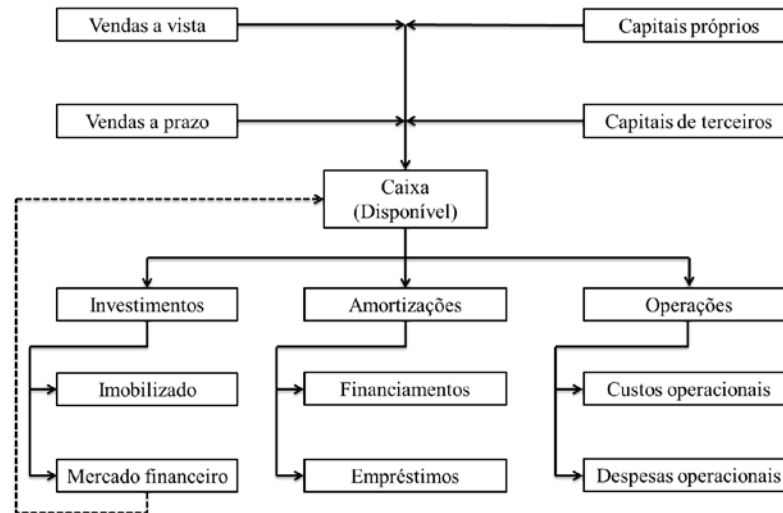 Vendas a vista
Capitais próprios
Vendas a prazo
Capitais de terceiros
Caixa
(Disponível)
Investimentos
Amortizações
Operações
Imobilizado
Financiamentos
Custos operacionais
Mercado financeiro
Empréstimos
Despesas operacionais